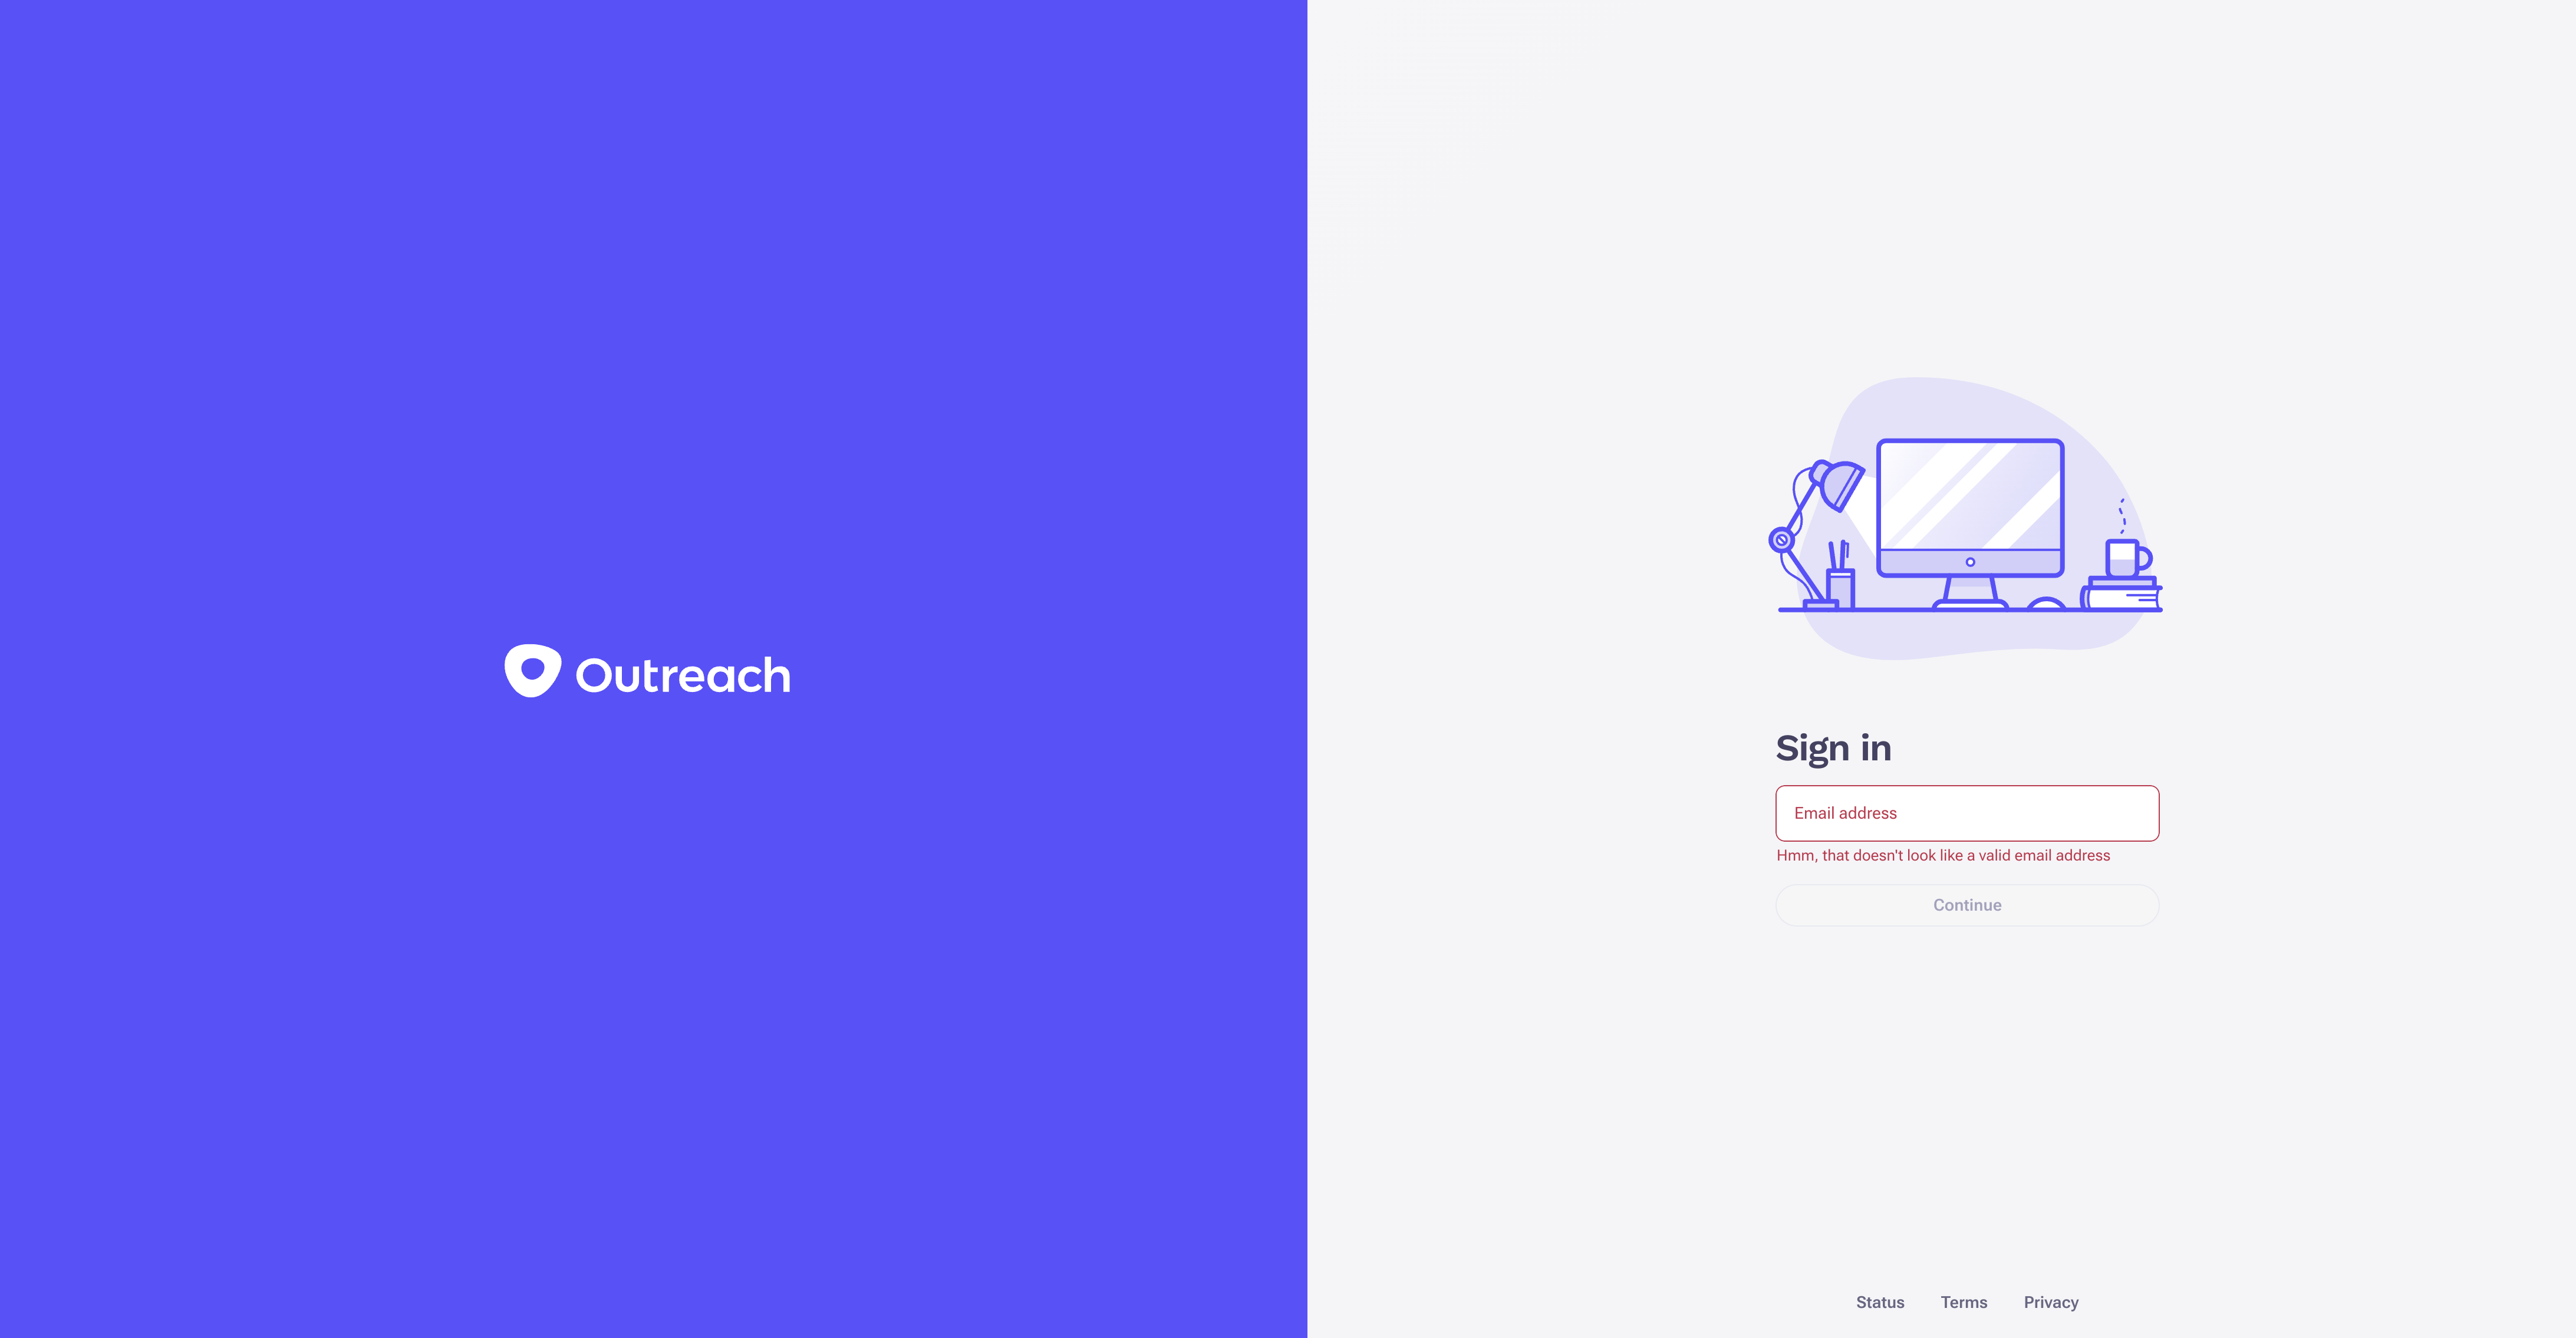 Outreach
Sign in
Email address
Hmm, that doesn't look like a valid email address
Continue
Status Terms Privacy